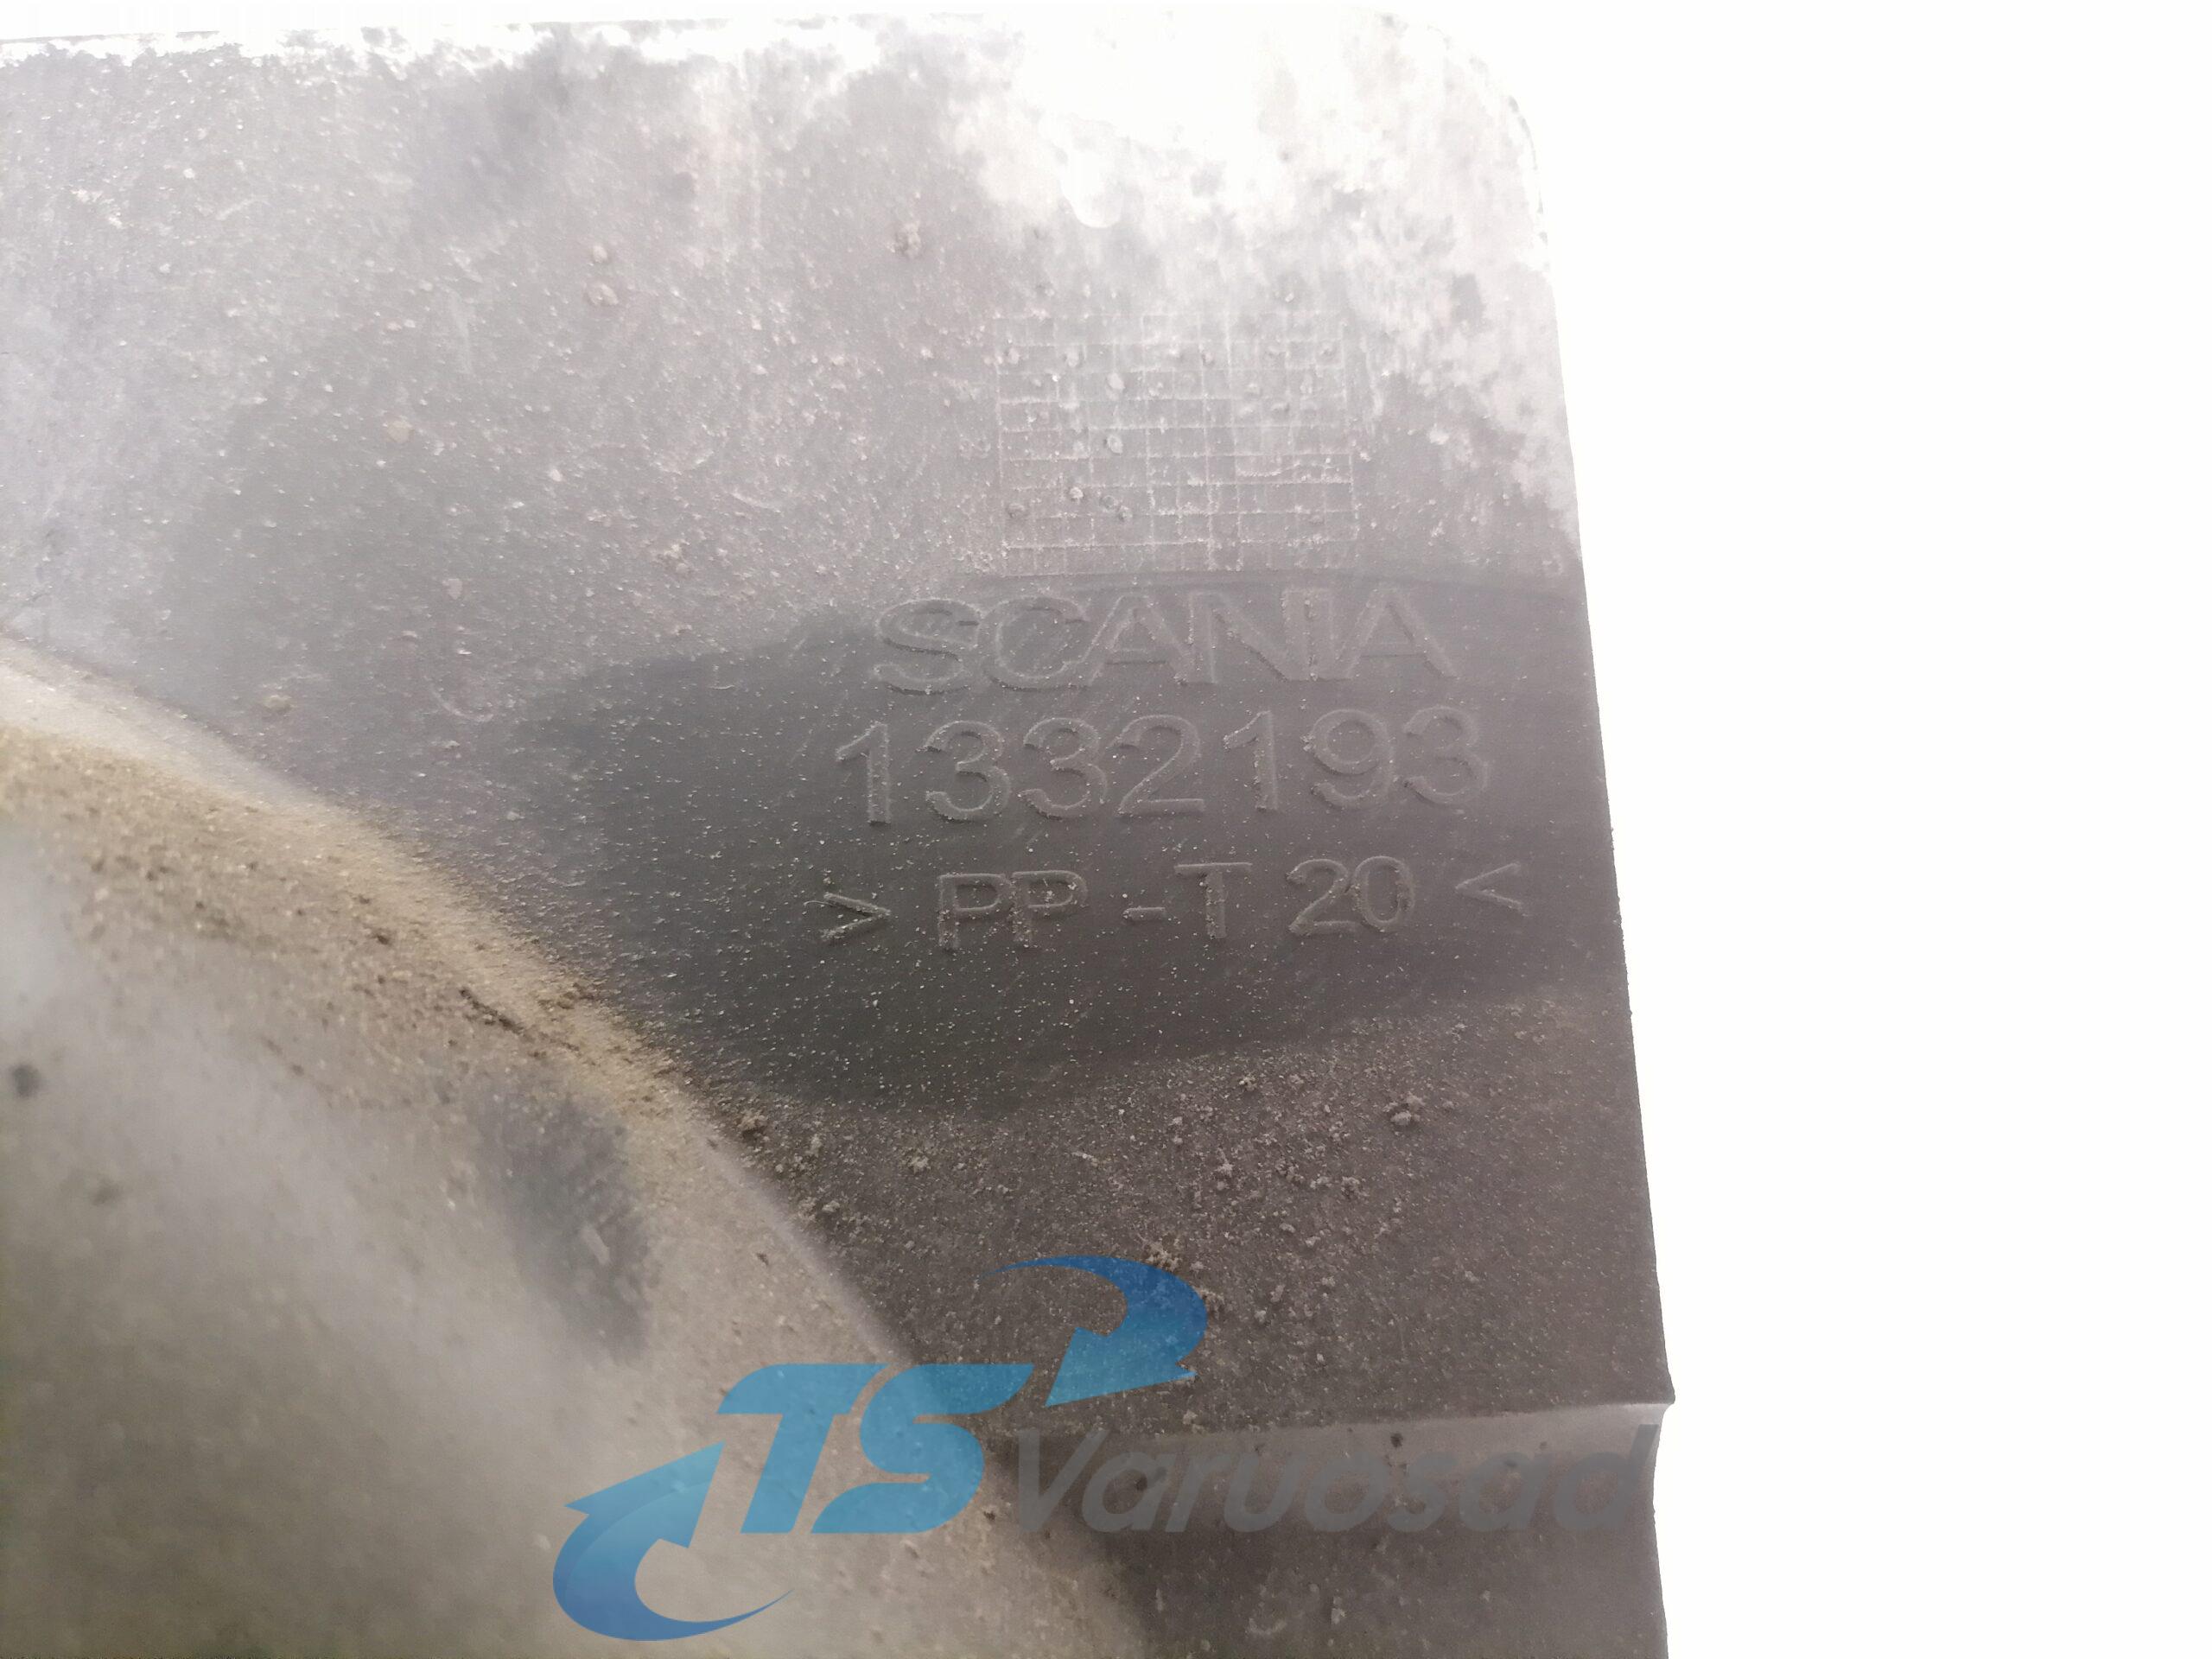 SCANIA
1332193
> PP -T 20 <
TS
Varuosad